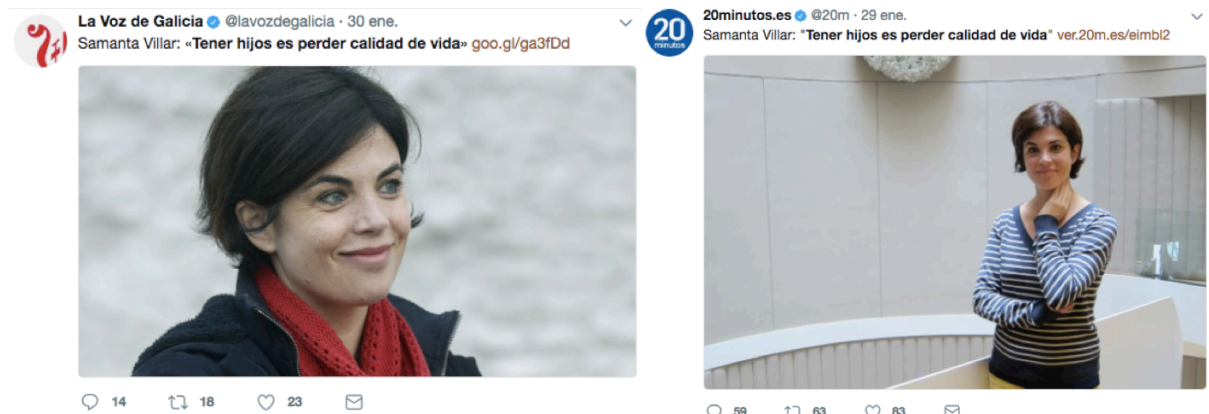 La Voz de Galicia @lavozdegalicia · 30 ene.
Samanta Villar: «Tener hijos es perder calidad de vida» goo.gl/ga3fDd
14 18 23
20 minutos
20minutos.es @20m · 29 ene.
Samanta Villar: "Tener hijos es perder calidad de vida" ver.20m.es/eimbl2
59 63 83